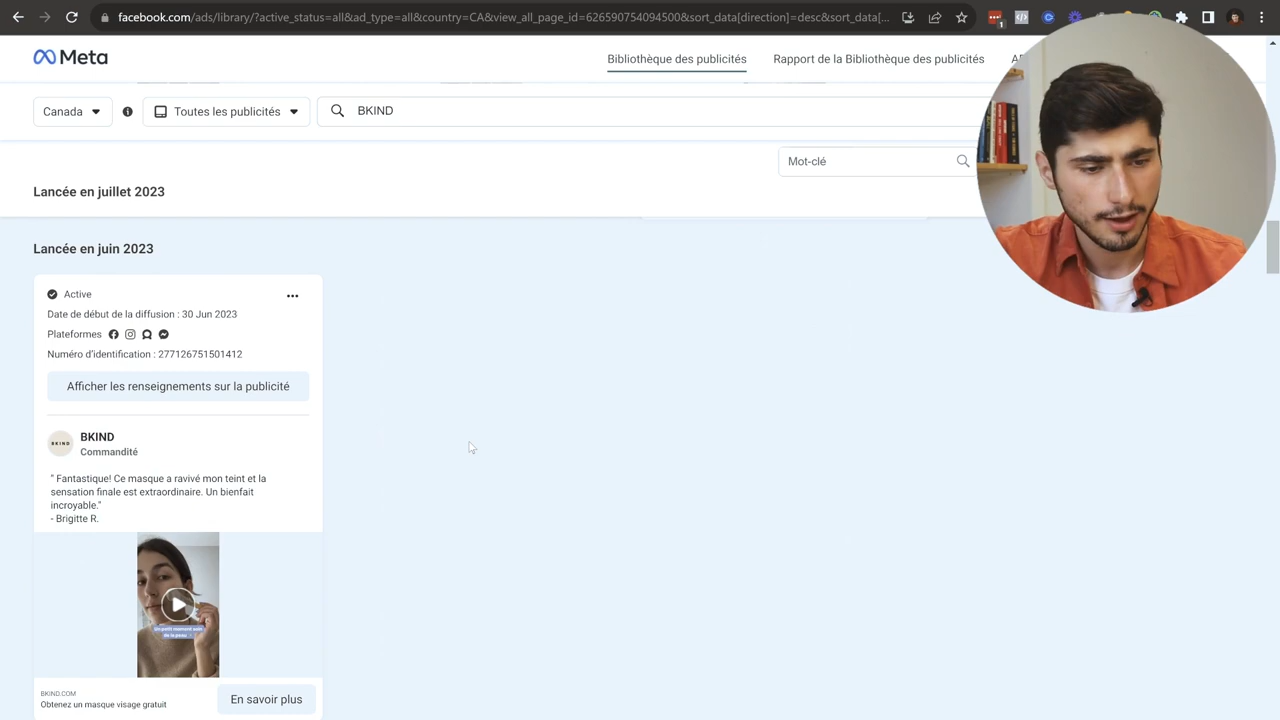 facebook.com/ads/library/?active_status=all&ad_type=all&country=CA&view_all_page_id=626590754094500&sort_data[direction]=desc&sort_data[...
1
Meta
Bibliothèque des publicités
Rapport de la Bibliothèque des publicités
Canada
Toutes les publicités
BKIND
Mot-clé
Lancée en juillet 2023
Lancée en juin 2023
Active
Date de début de la diffusion : 30 Jun 2023
Plateformes
Numéro d'identification : 277126751501412
Afficher les renseignements sur la publicité
BKIND
BKIND
Commandité
" Fantastique! Ce masque a ravivé mon teint et la
sensation finale est extraordinaire. Un bienfait
incroyable."
- Brigitte R.
BKIND.COM
Obtenez un masque visage gratuit
En savoir plus